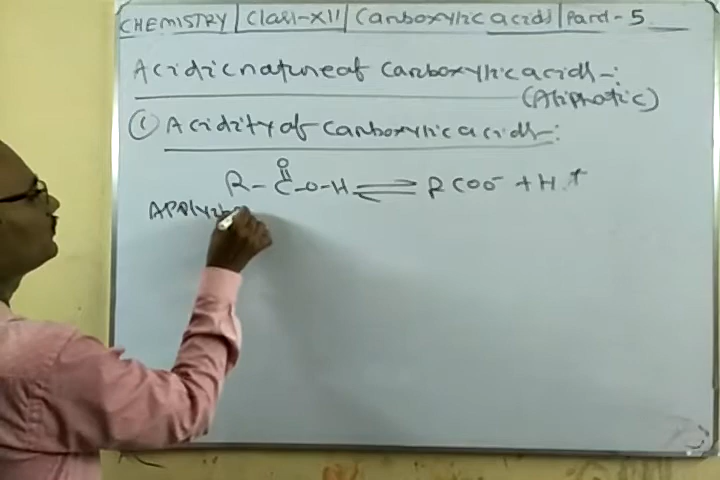 CHEMISTRY | Class-XII | Carboxylic acids | Part-5
Acidic nature of Carboxylic acids-:
(Aliphatic)
① Acidity of carboxylic acids-:
R-C-O-H ⇌ RCOO⁻ + H⁺
O